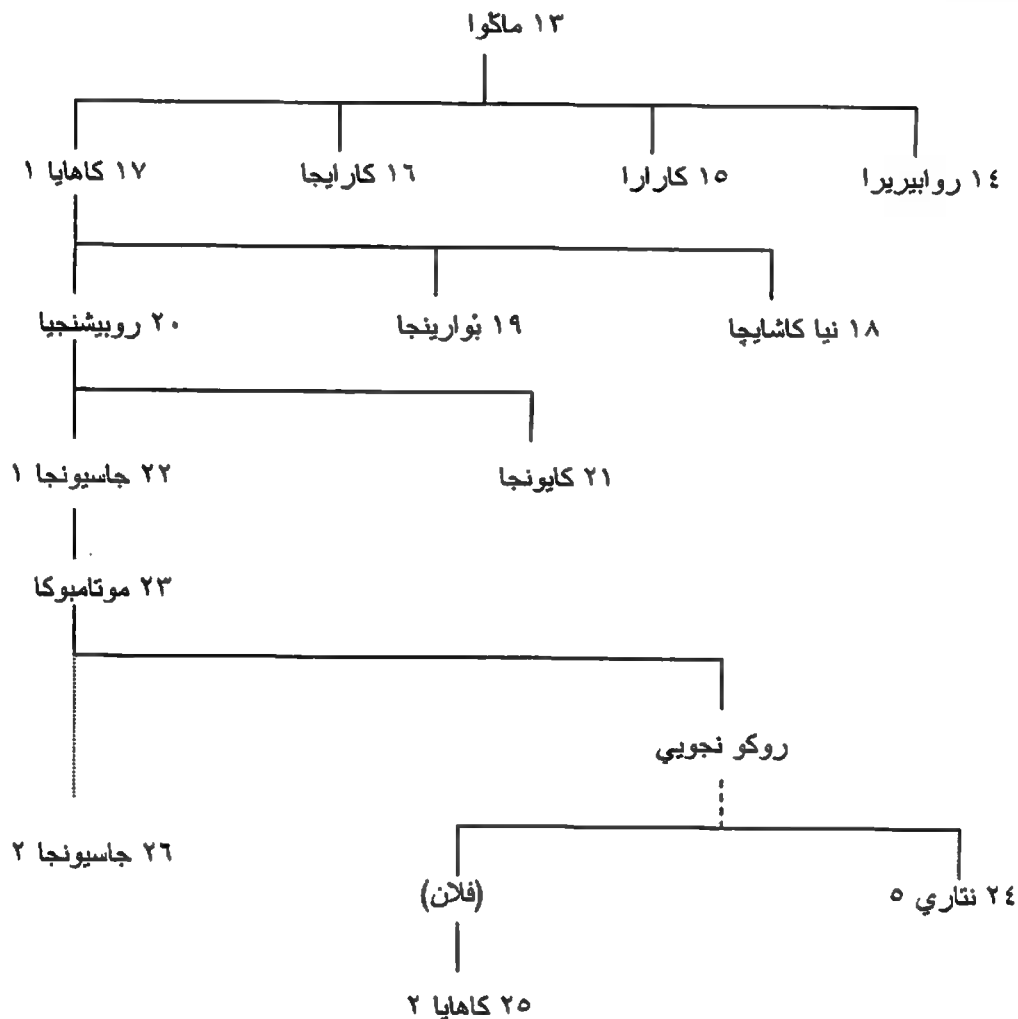 ١٣ ماكوا
١٤ روابيريرا
١٥ كارارا
١٦ كارايجا
١٧ كاهايا ١
١٨ نيا كاشايچا
١٩ بوارينجا
٢٠ روبيشنجيا
٢١ كايونجا
٢٢ جاسيونجا ١
٢٣ موتامبوكا
روكو نجويي
٢٤ نتاري ٥
(فلان)
٢٦ جاسيونجا ٢
٢٥ كاهايا ٢